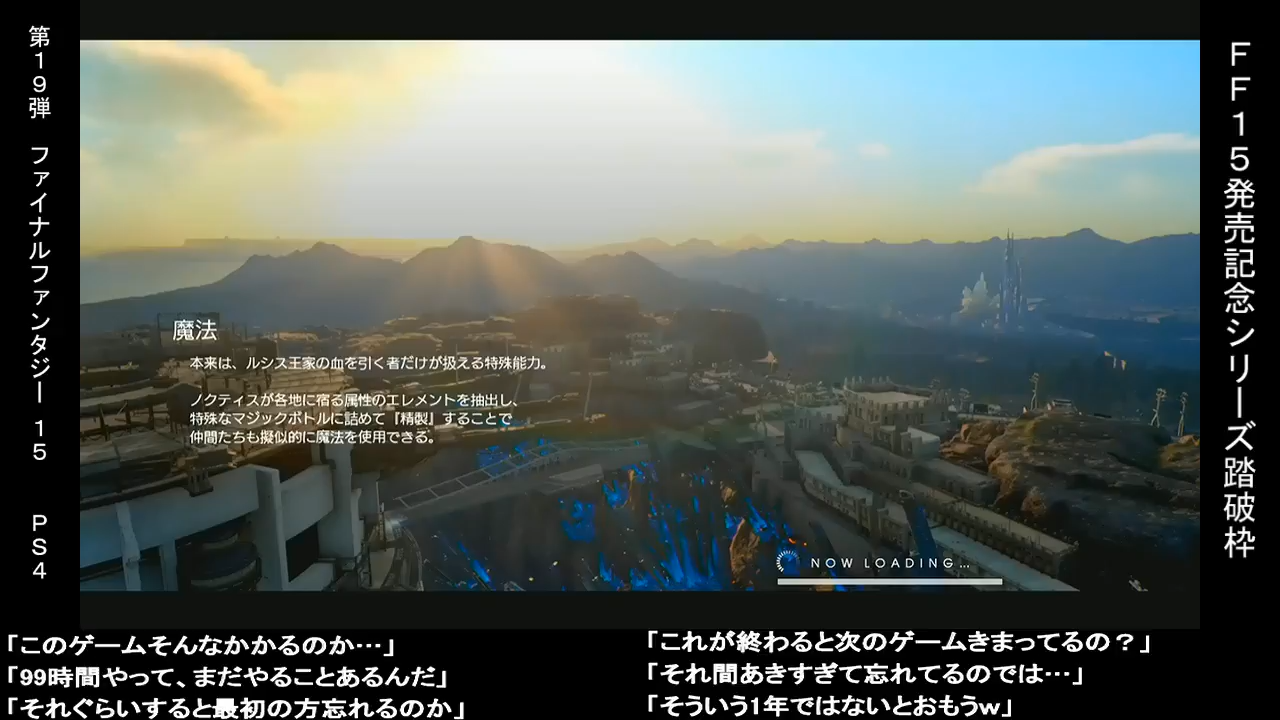 第19弾 ファイナルファンタジー 15 PS4
FF15発売記念シリーズ踏破枠
魔法
本来は、ルシス王家の血を引く者だけが扱える特殊能力。
ノクティスが各地に宿る属性のエレメントを抽出し、
特殊なマジックボトルに詰めて『精製』することで
仲間たちも擬似的に魔法を使用できる。
NOW LOADING...
「このゲームそんなかかるのか…」
「99時間やって、まだやることあるんだ」
「それぐらいすると最初の方忘れるのか」
「これが終わると次のゲームきまってるの？」
「それ間あきすぎて忘れてるのでは…」
「そういう1年ではないとおもうｗ」